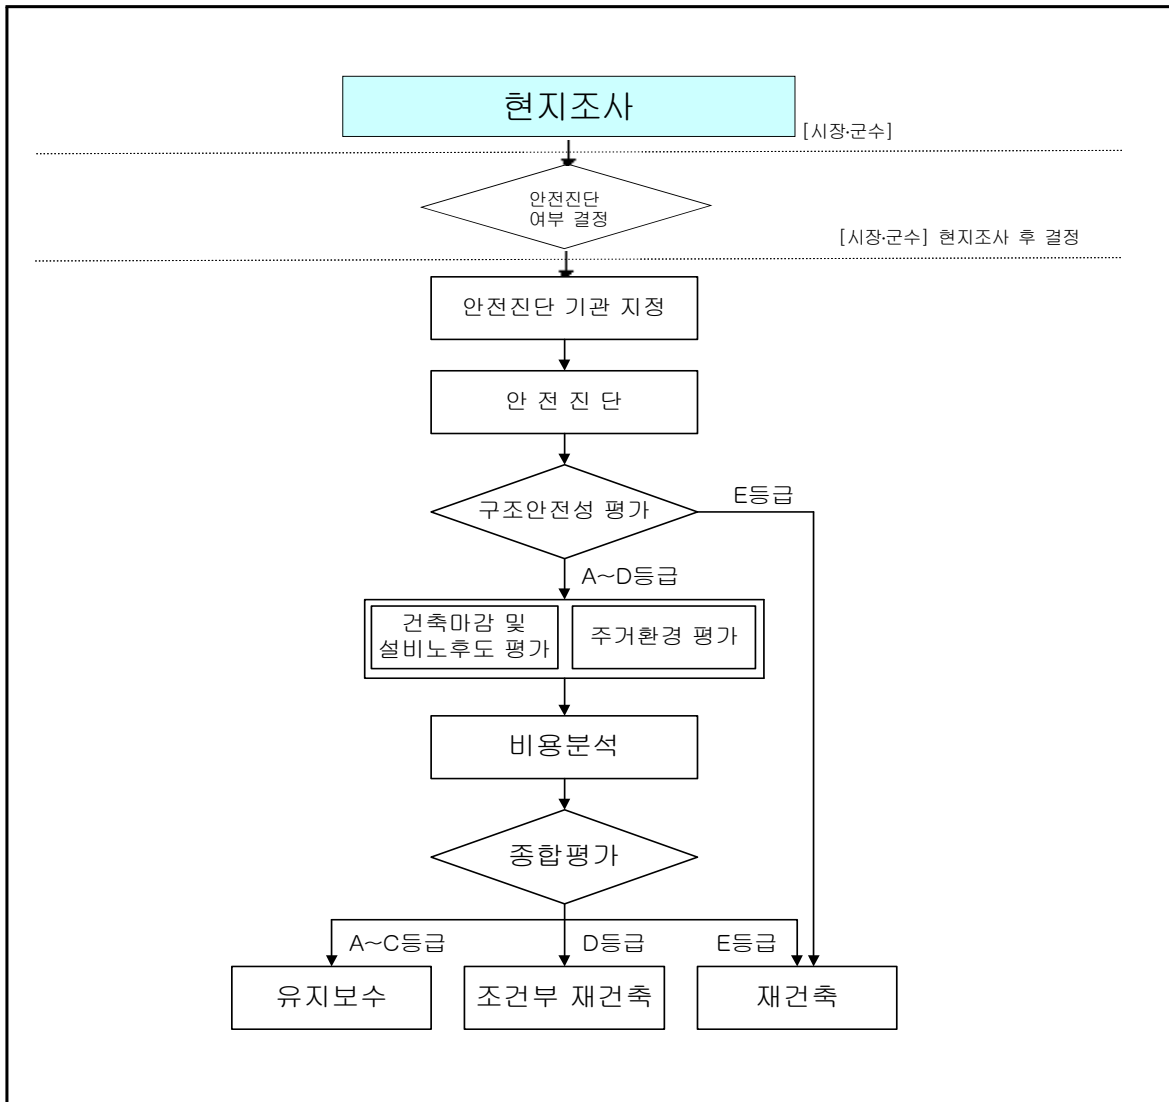 현지조사
[시장·군수]
안전진단
여부 결정
[시장·군수] 현지조사 후 결정
안전진단 기관 지정
안 전 진 단
구조안전성 평가
E등급
A~D등급
건축마감 및
설비노후도 평가
주거환경 평가
비용분석
종합평가
A~C등급
D등급
E등급
유지보수
조건부 재건축
재건축